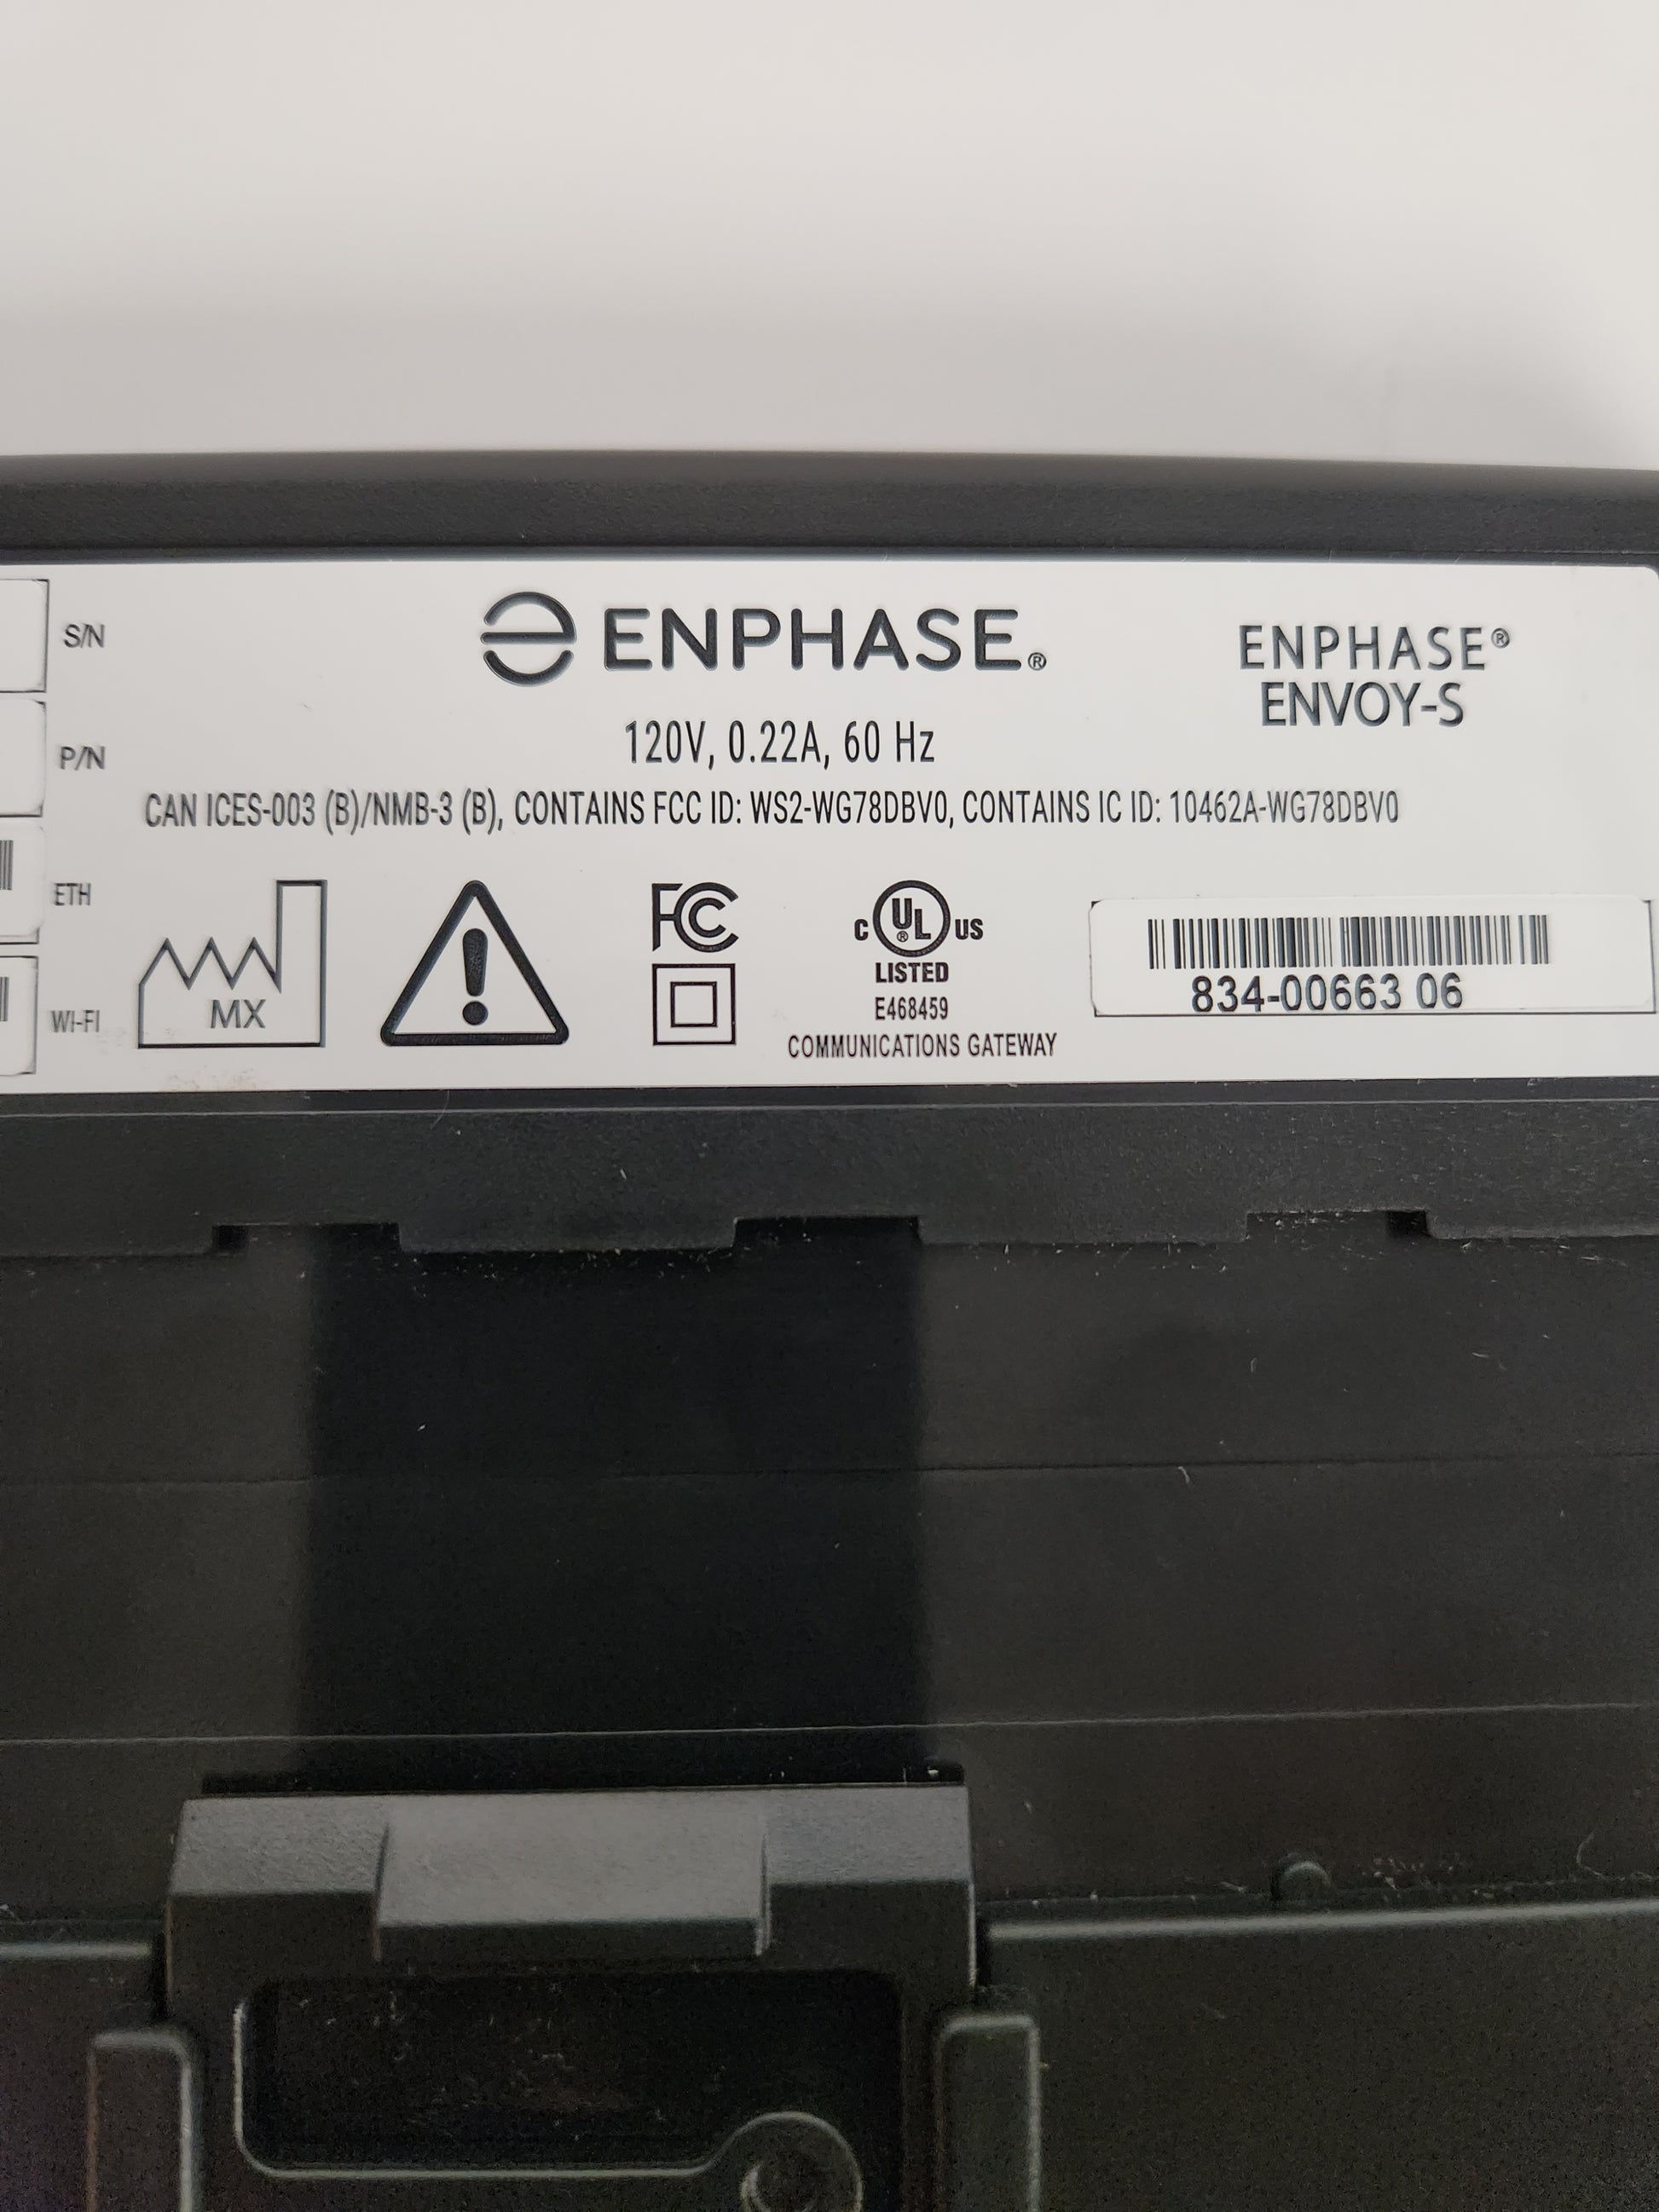 S/N
P/N
ETH
WI-FI
ENPHASE®
120V, 0.22A, 60 Hz
CAN ICES-003 (B)/NMB-3 (B), CONTAINS FCC ID: WS2-WG78DBV0, CONTAINS IC ID: 10462A-WG78DBV0
MX
FC
C UL® US
LISTED
E468459
COMMUNICATIONS GATEWAY
ENPHASE®
ENVOY-S
834-00663 06